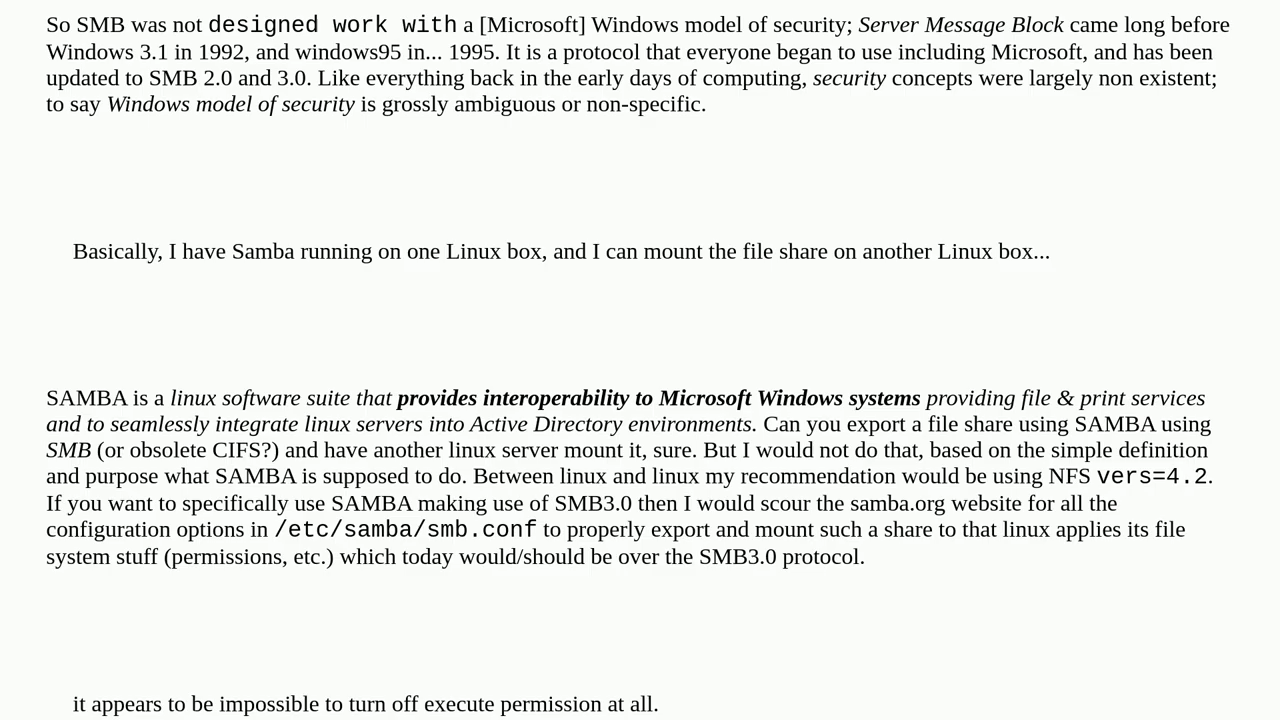 So SMB was not designed work with a [Microsoft] Windows model of security; Server Message Block came long before
Windows 3.1 in 1992, and windows95 in... 1995. It is a protocol that everyone began to use including Microsoft, and has been
updated to SMB 2.0 and 3.0. Like everything back in the early days of computing, security concepts were largely non existent;
to say Windows model of security is grossly ambiguous or non-specific.
Basically, I have Samba running on one Linux box, and I can mount the file share on another Linux box...
SAMBA is a linux software suite that provides interoperability to Microsoft Windows systems providing file & print services
and to seamlessly integrate linux servers into Active Directory environments. Can you export a file share using SAMBA using
SMB (or obsolete CIFS?) and have another linux server mount it, sure. But I would not do that, based on the simple definition
and purpose what SAMBA is supposed to do. Between linux and linux my recommendation would be using NFS vers=4.2.
If you want to specifically use SAMBA making use of SMB3.0 then I would scour the samba.org website for all the
configuration options in /etc/samba/smb.conf to properly export and mount such a share to that linux applies its file
system stuff (permissions, etc.) which today would/should be over the SMB3.0 protocol.
it appears to be impossible to turn off execute permission at all.